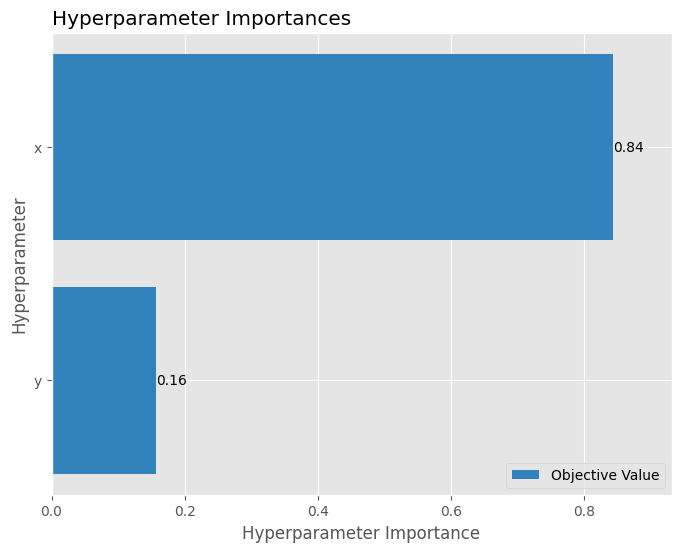 Hyperparameter Importances
Hyperparameter
x
0.84
y
0.16
Objective Value
0.0 0.2 0.4 0.6 0.8
Hyperparameter Importance